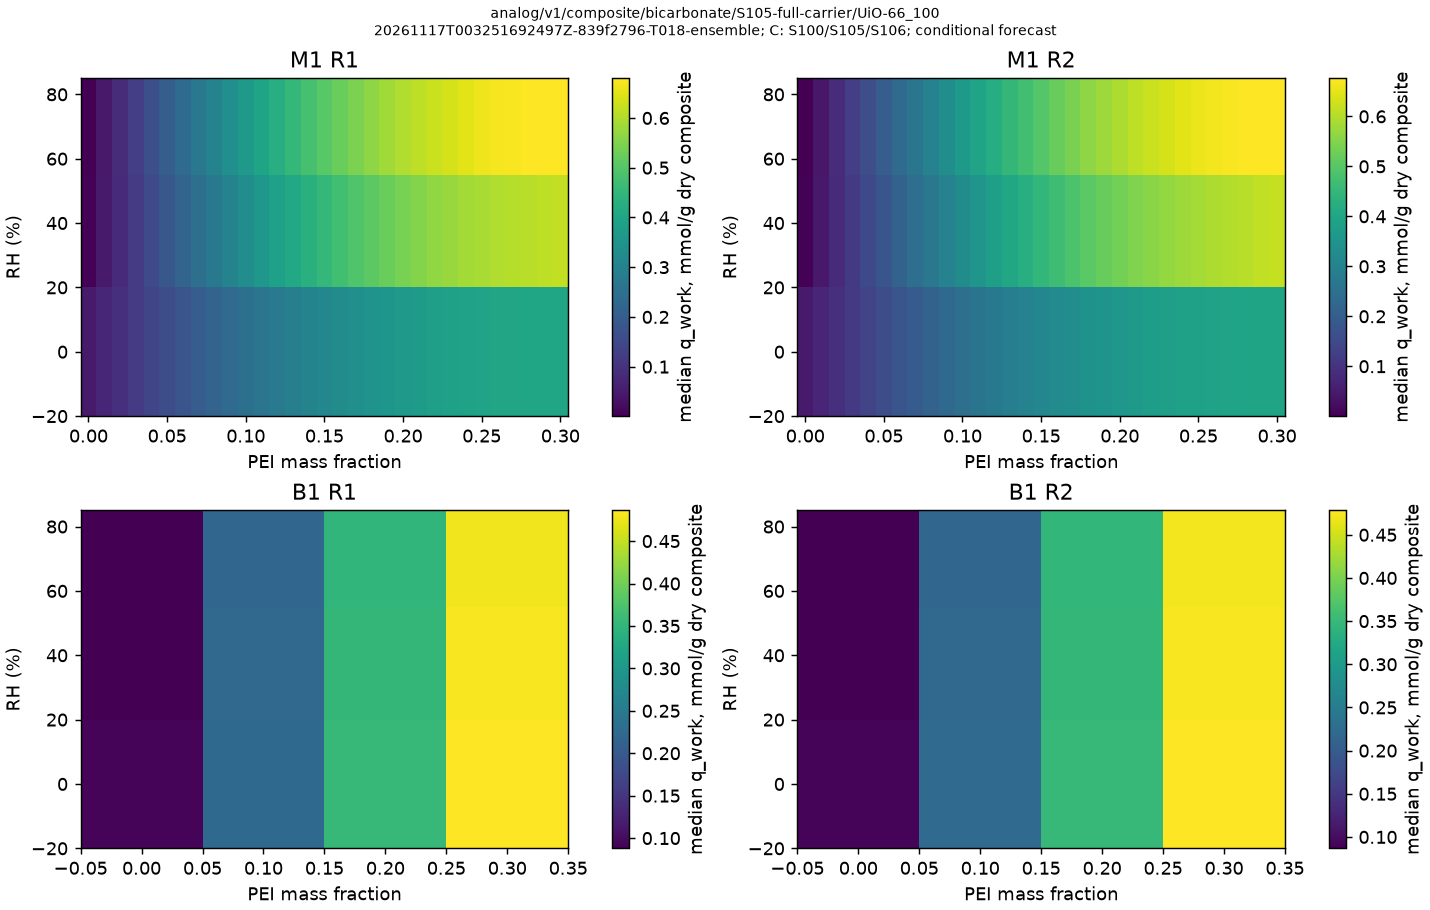 analog/v1/composite/bicarbonate/S105-full-carrier/UiO-66_100
20261117T003251692497Z-839f2796-T018-ensemble; C: S100/S105/S106; conditional forecast
M1 R1
80
60
40
20
0
−20
RH (%)
0.00 0.05 0.10 0.15 0.20 0.25 0.30
PEI mass fraction
0.6
0.5
0.4
0.3
0.2
0.1
median q_work, mmol/g dry composite
M1 R2
80
60
40
20
0
−20
RH (%)
0.00 0.05 0.10 0.15 0.20 0.25 0.30
PEI mass fraction
0.6
0.5
0.4
0.3
0.2
0.1
median q_work, mmol/g dry composite
B1 R1
80
60
40
20
0
−20
RH (%)
−0.05 0.00 0.05 0.10 0.15 0.20 0.25 0.30 0.35
PEI mass fraction
0.45
0.40
0.35
0.30
0.25
0.20
0.15
0.10
median q_work, mmol/g dry composite
B1 R2
80
60
40
20
0
−20
RH (%)
−0.05 0.00 0.05 0.10 0.15 0.20 0.25 0.30 0.35
PEI mass fraction
0.45
0.40
0.35
0.30
0.25
0.20
0.15
0.10
median q_work, mmol/g dry composite